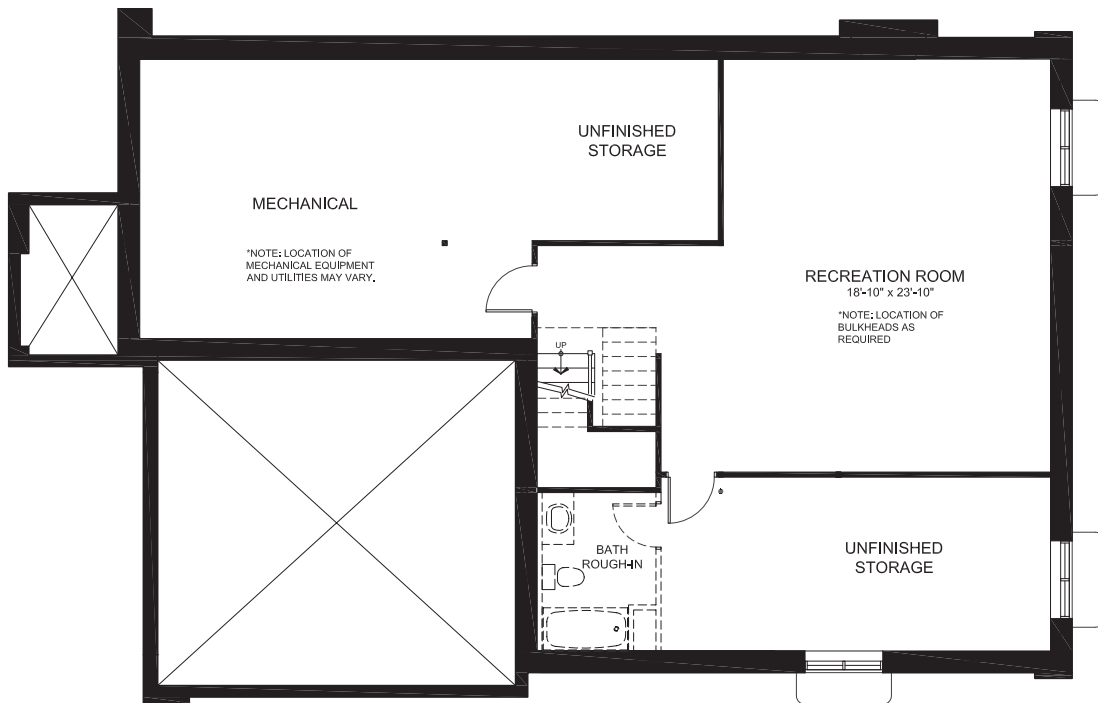 UNFINISHED
STORAGE
MECHANICAL
*NOTE: LOCATION OF
MECHANICAL EQUIPMENT
AND UTILITIES MAY VARY.
RECREATION ROOM
18'-10" x 23'-10"
*NOTE: LOCATION OF
BULKHEADS AS
REQUIRED
UP
BATH
ROUGH-IN
UNFINISHED
STORAGE